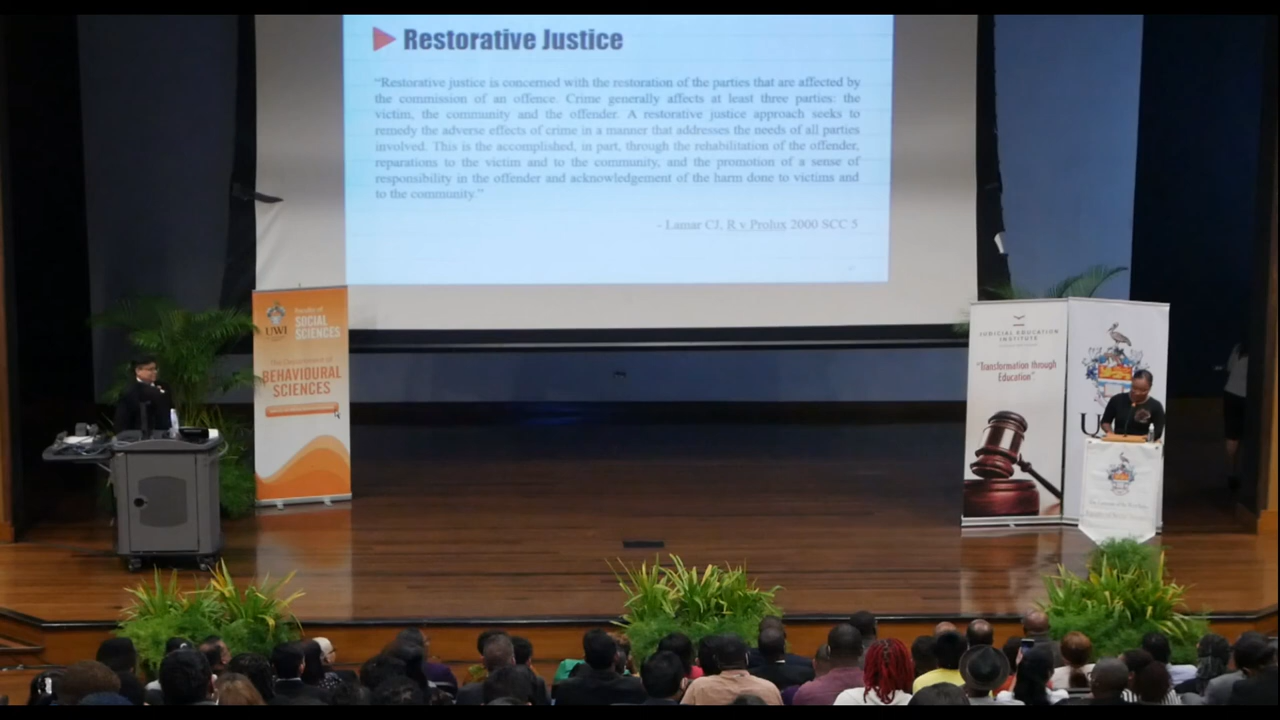 Restorative Justice
“Restorative justice is concerned with the restoration of the parties that are affected by
the commission of an offence. Crime generally affects at least three parties: the
victim, the community and the offender. A restorative justice approach seeks to
remedy the adverse effects of crime in a manner that addresses the needs of all parties
involved. This is the accomplished, in part, through the rehabilitation of the offender,
reparations to the victim and to the community, and the promotion of a sense of
responsibility in the offender and acknowledgement of the harm done to victims and
to the community.”
- Lamar CJ, R v Prolux 2000 SCC 5
UWI
Faculty of
SOCIAL
SCIENCES
The Department of
BEHAVIOURAL
SCIENCES
JUDICIAL EDUCATION
INSTITUTE
"Transformation through
Education"
U